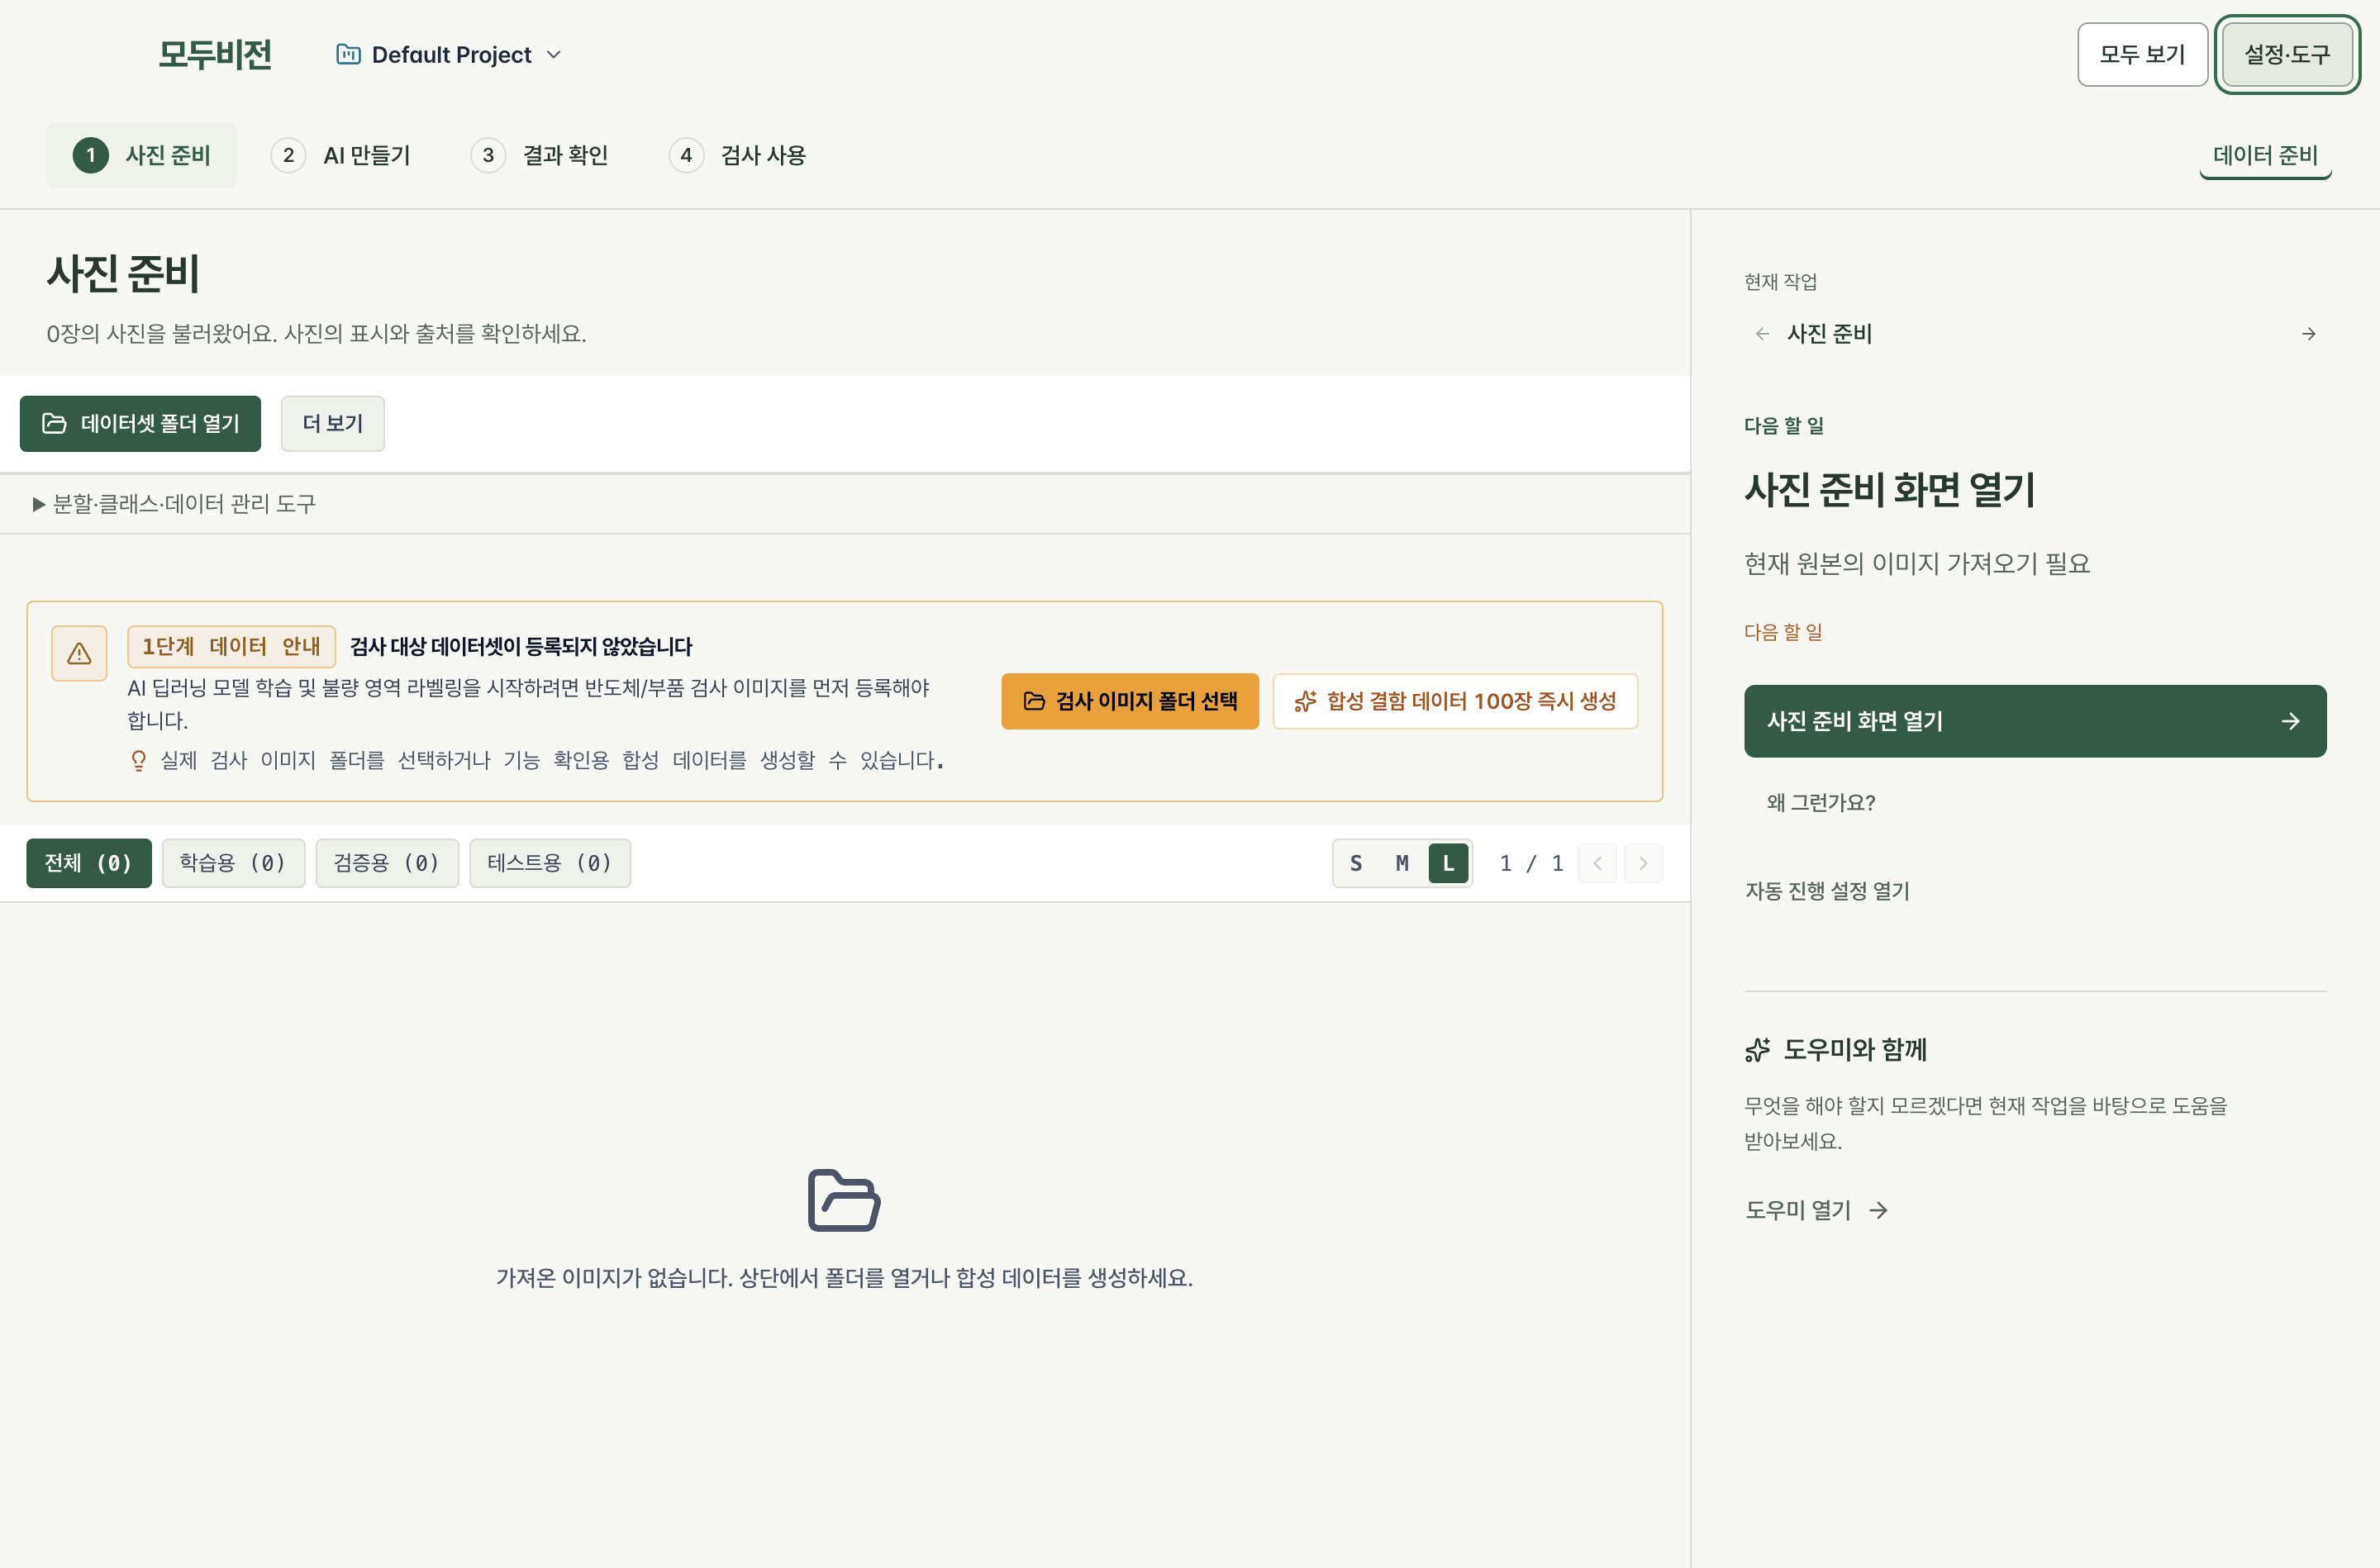 모두비전
Default Project
모두 보기
설정·도구
1 사진 준비
2 AI 만들기
3 결과 확인
4 검사 사용
데이터 준비
사진 준비
0장의 사진을 불러왔어요. 사진의 표시와 출처를 확인하세요.
데이터셋 폴더 열기
더 보기
분할·클래스·데이터 관리 도구
1단계 데이터 안내
검사 대상 데이터셋이 등록되지 않았습니다
AI 딥러닝 모델 학습 및 불량 영역 라벨링을 시작하려면 반도체/부품 검사 이미지를 먼저 등록해야
합니다.
실제 검사 이미지 폴더를 선택하거나 기능 확인용 합성 데이터를 생성할 수 있습니다.
검사 이미지 폴더 선택
합성 결함 데이터 100장 즉시 생성
전체 (0)
학습용 (0)
검증용 (0)
테스트용 (0)
S M L
1 / 1
가져온 이미지가 없습니다. 상단에서 폴더를 열거나 합성 데이터를 생성하세요.
현재 작업
사진 준비
다음 할 일
사진 준비 화면 열기
현재 원본의 이미지 가져오기 필요
다음 할 일
사진 준비 화면 열기
왜 그런가요?
자동 진행 설정 열기
도우미와 함께
무엇을 해야 할지 모르겠다면 현재 작업을 바탕으로 도움을
받아보세요.
도우미 열기